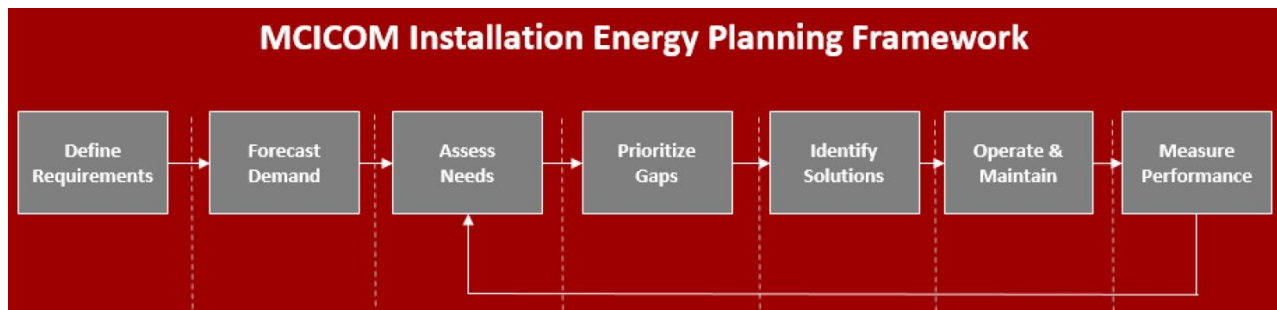 MCICOM Installation Energy Planning Framework
Define
Requirements
Forecast
Demand
Assess
Needs
Prioritize
Gaps
Identify
Solutions
Operate &
Maintain
Measure
Performance